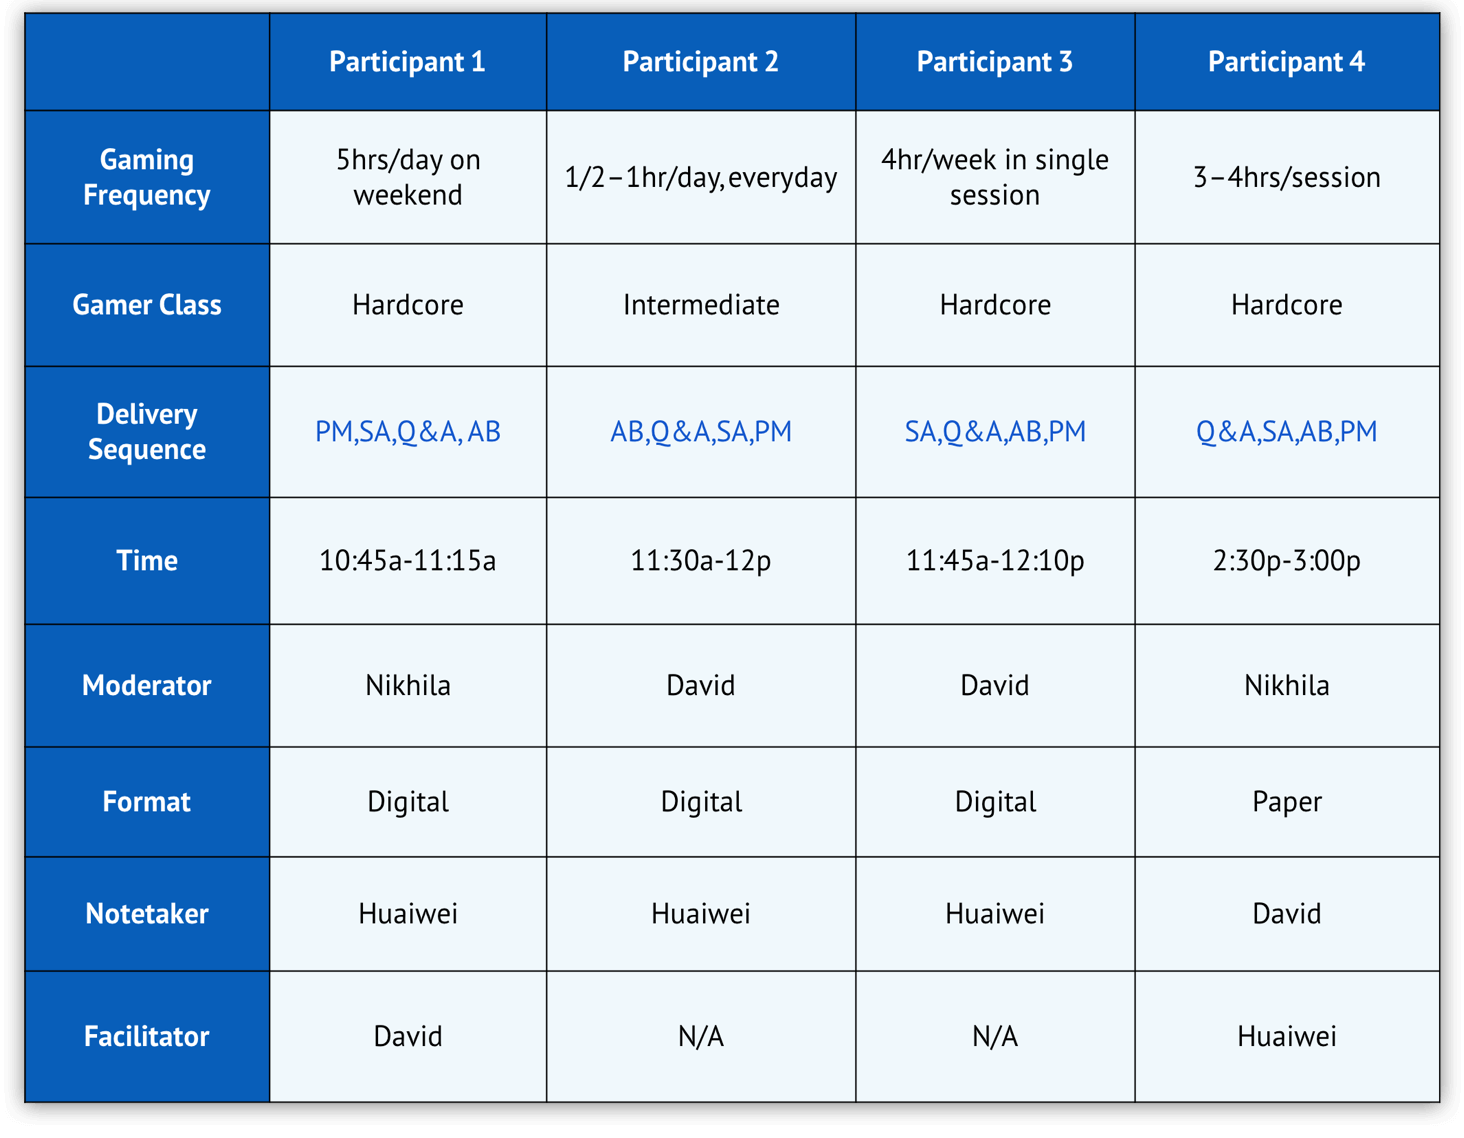 Participant 1 Participant 2 Participant 3 Participant 4
Gaming Frequency 5hrs/day on weekend 1/2–1hr/day, everyday 4hr/week in single session 3–4hrs/session
Gamer Class Hardcore Intermediate Hardcore Hardcore
Delivery Sequence PM,SA,Q&A, AB AB,Q&A,SA,PM SA,Q&A,AB,PM Q&A,SA,AB,PM
Time 10:45a-11:15a 11:30a-12p 11:45a-12:10p 2:30p-3:00p
Moderator Nikhila David David Nikhila
Format Digital Digital Digital Paper
Notetaker Huaiwei Huaiwei Huaiwei David
Facilitator David N/A N/A Huaiwei